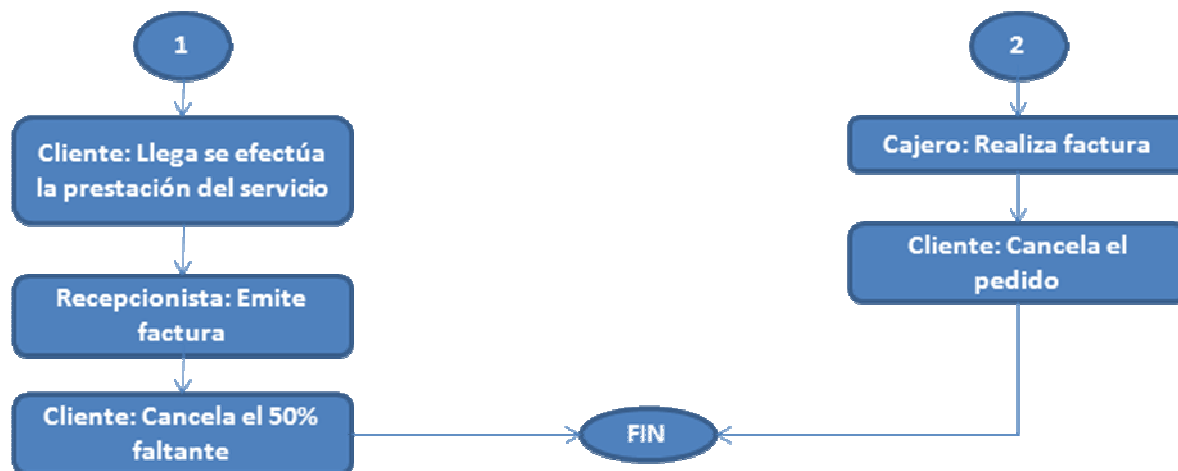 1
Cliente: Llega se efectúa
la prestación del servicio
Recepcionista: Emite
factura
Cliente: Cancela el 50%
faltante
2
Cajero: Realiza factura
Cliente: Cancela el
pedido
FIN